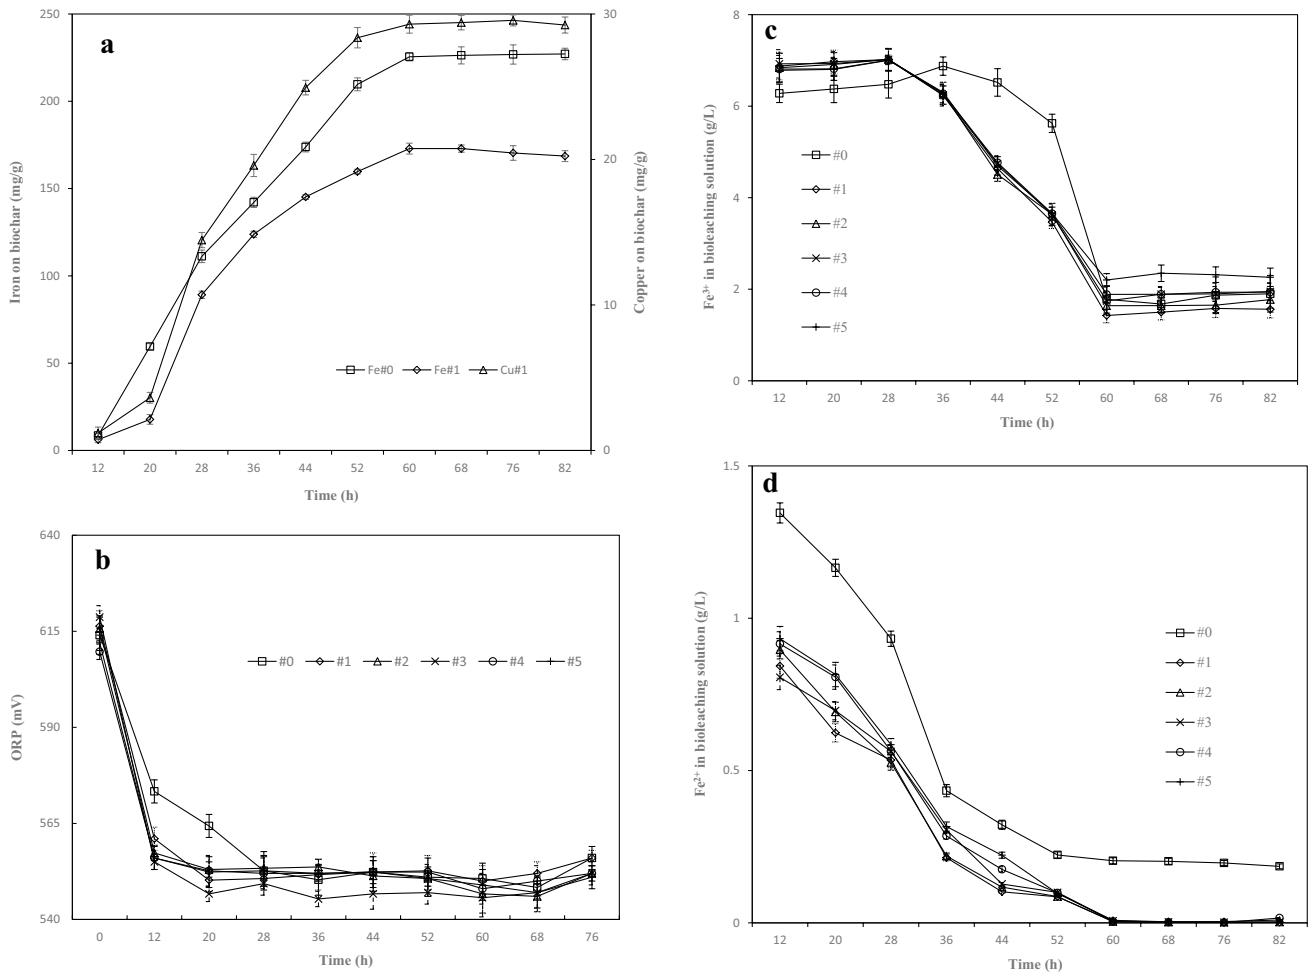 a
250
200
150
100
50
0
30
20
10
0
Iron on biochar (mg/g)
Copper on biochar (mg/g)
Fe#0 Fe#1 Cu#1
12 20 28 36 44 52 60 68 76 82
Time (h)
b
640
615
590
565
540
ORP (mV)
#0 #1 #2 #3 #4 #5
0 12 20 28 36 44 52 60 68 76
Time (h)
c
8
6
4
2
0
Fe³⁺ in bioleaching solution (g/L)
#0
#1
#2
#3
#4
#5
12 20 28 36 44 52 60 68 76 82
Time (h)
d
1.5
1
0.5
0
Fe²⁺ in bioleaching solution (g/L)
#0
#1
#2
#3
#4
#5
12 20 28 36 44 52 60 68 76 82
Time (h)